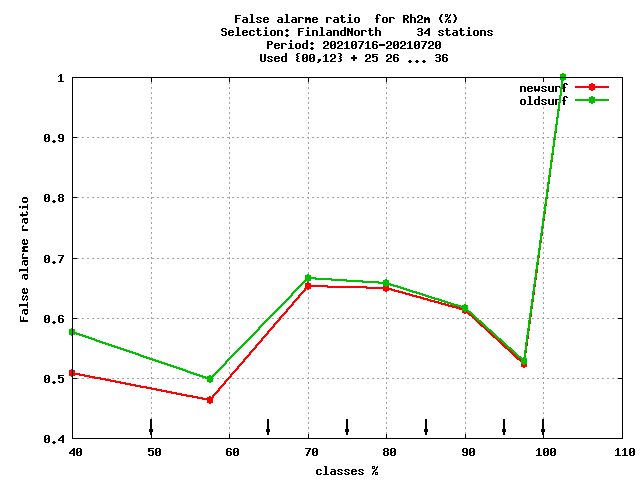 False alarme ratio  for Rh2m (%)
Selection: FinlandNorth     34 stations
Period: 20210716-20210720
Used {00,12} + 25 26 ... 36
newsurf
oldsurf
1
0.9
0.8
0.7
0.6
0.5
0.4
False alarme ratio
40 50 60 70 80 90 100 110
classes %